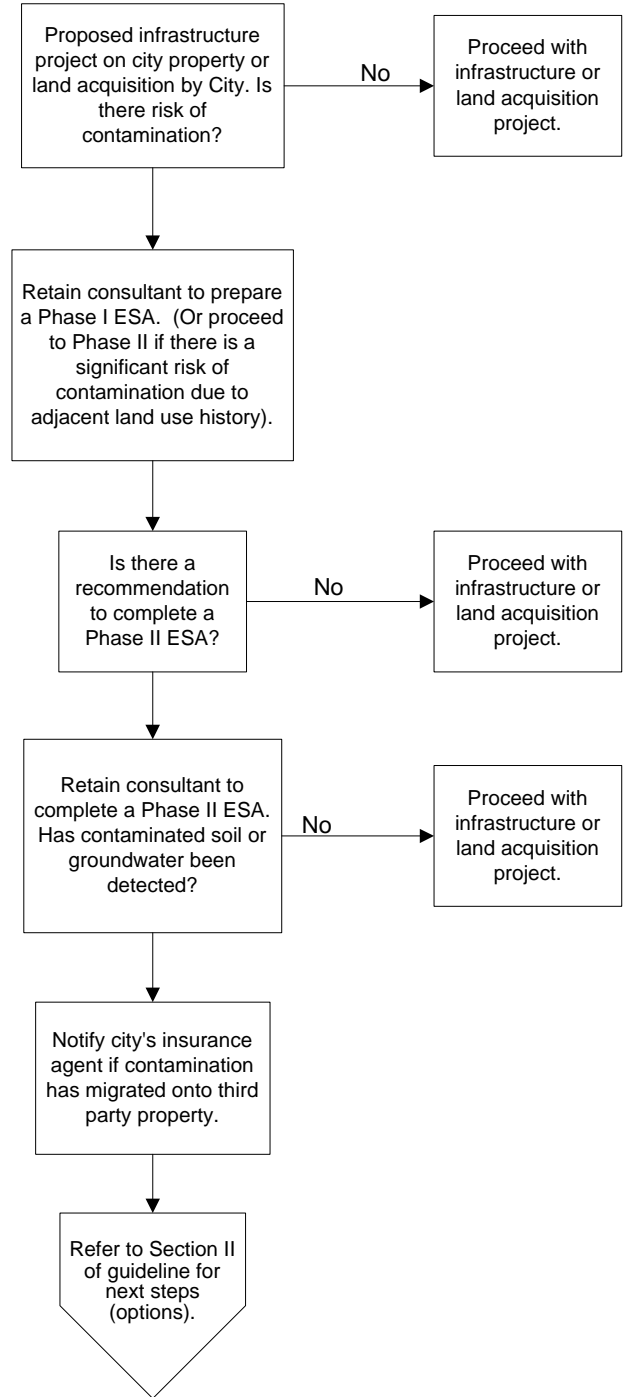 Proposed infrastructure
project on city property or
land acquisition by City. Is
there risk of
contamination?
No
Proceed with
infrastructure or
land acquisition
project.
Retain consultant to prepare
a Phase I ESA. (Or proceed
to Phase II if there is a
significant risk of
contamination due to
adjacent land use history).
Is there a
recommendation
to complete a
Phase II ESA?
No
Proceed with
infrastructure or
land acquisition
project.
Retain consultant to
complete a Phase II ESA.
Has contaminated soil or
groundwater been
detected?
No
Proceed with
infrastructure or
land acquisition
project.
Notify city's insurance
agent if contamination
has migrated onto third
party property.
Refer to Section II
of guideline for
next steps
(options).